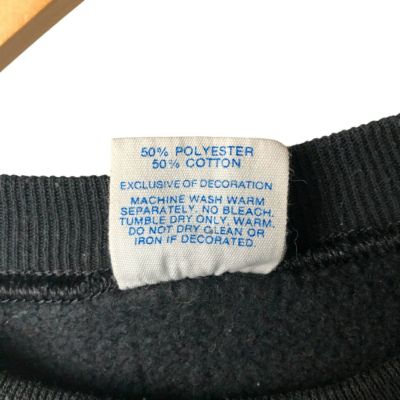 50% POLYESTER
50% COTTON
EXCLUSIVE OF DECORATION
MACHINE WASH WARM
SEPARATELY. NO BLEACH.
TUMBLE DRY ONLY, WARM.
DO NOT DRY CLEAN OR
IRON IF DECORATED.